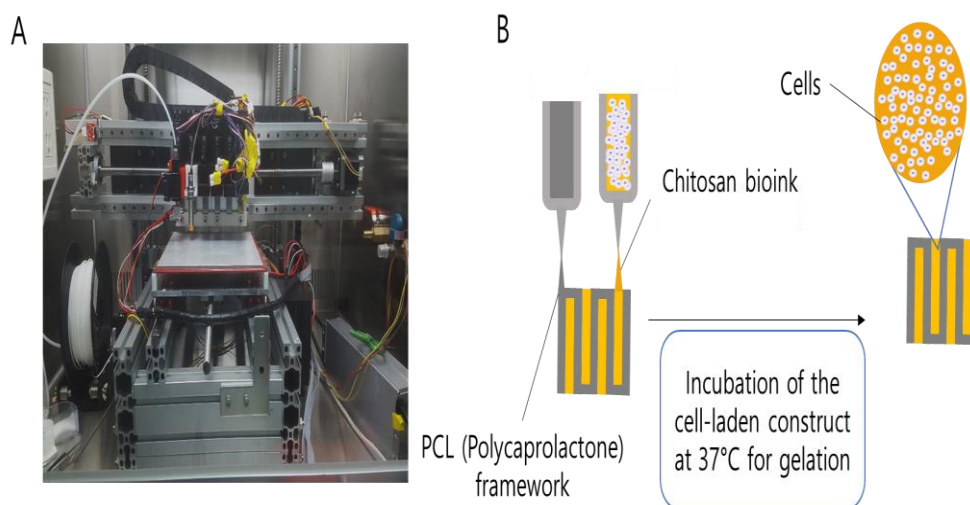 A
B
Cells
Chitosan bioink
PCL (Polycaprolactone)
framework
Incubation of the
cell-laden construct
at 37°C for gelation